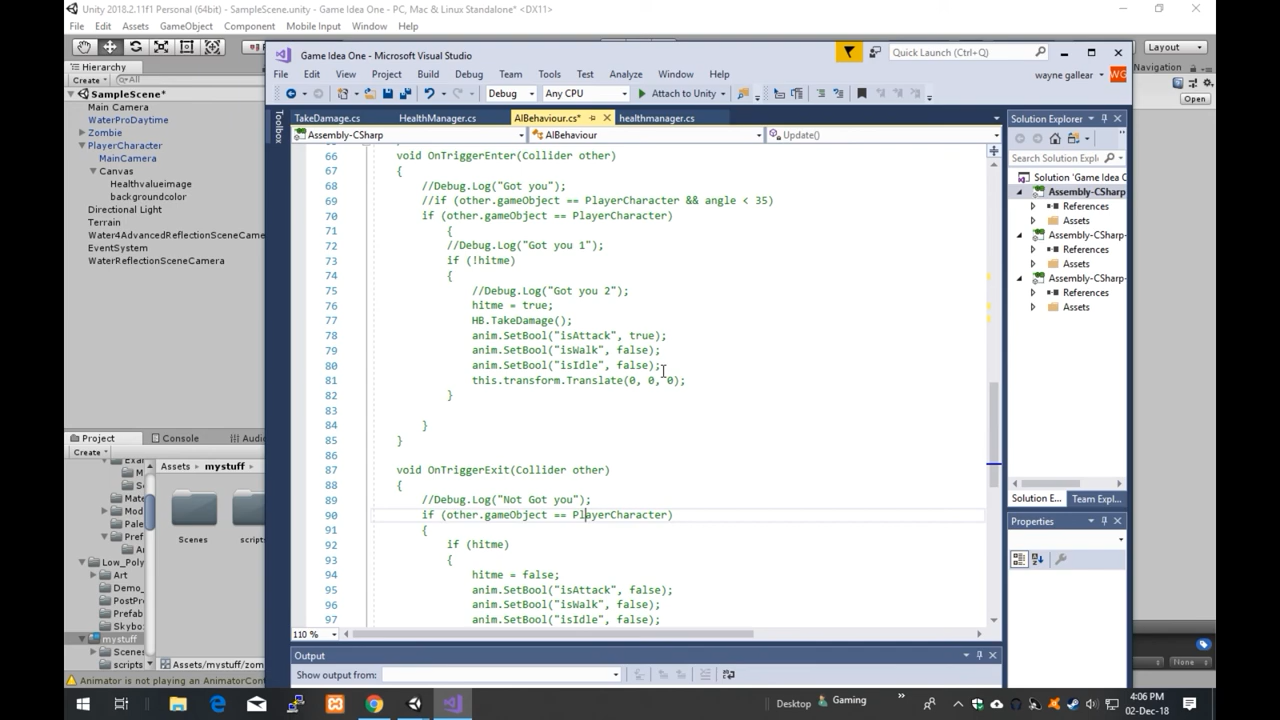 Unity 2018.2.11f1 Personal (64bit) - SampleScene.unity - Game Idea One - PC, Mac & Linux Standalone* <DX11>
File Edit Assets GameObject Component Mobile Input Window Help
Layout
Hierarchy
Create All
SampleScene*
Main Camera
WaterProDaytime
Zombie
PlayerCharacter
MainCamera
Canvas
Healthvalueimage
backgroundcolor
Directional Light
Terrain
Water4AdvancedReflectionSceneCame
EventSystem
WaterReflectionSceneCamera
Navigation
Open
Game Idea One - Microsoft Visual Studio
Quick Launch (Ctrl+Q)
File Edit View Project Build Debug Team Tools Test Analyze Window Help
wayne gallear WG
Debug Any CPU Attach to Unity
Toolbox
TakeDamage.cs HealthManager.cs AIBehaviour.cs* healthmanager.cs
Assembly-CSharp AIBehaviour Update()
66 void OnTriggerEnter(Collider other)
67 {
68 //Debug.Log("Got you");
69 //if (other.gameObject == PlayerCharacter && angle < 35)
70 if (other.gameObject == PlayerCharacter)
71 {
72 //Debug.Log("Got you 1");
73 if (!hitme)
74 {
75 //Debug.Log("Got you 2");
76 hitme = true;
77 HB.TakeDamage();
78 anim.SetBool("isAttack", true);
79 anim.SetBool("isWalk", false);
80 anim.SetBool("isIdle", false);
81 this.transform.Translate(0, 0, 0);
82 }
83
84 }
85 }
86
87 void OnTriggerExit(Collider other)
88 {
89 //Debug.Log("Not Got you");
90 if (other.gameObject == PlayerCharacter)
91 {
92 if (hitme)
93 {
94 hitme = false;
95 anim.SetBool("isAttack", false);
96 anim.SetBool("isWalk", false);
97 anim.SetBool("isIdle", false);
110 %
Output
Show output from:
Solution Explorer
Search Solution Explorer
Solution 'Game Idea C
Assembly-CSharp
References
Assets
Assembly-CSharp-
References
Assets
Assembly-CSharp-
References
Assets
Solution E... Team Expl...
Properties
Project Console Audio
Create
Assets mystuff
Mate
Mod
Pale
Prefa
Low_Poly
Art
Demo_
PostPro
Prefab
Skybo
mystuff
Scenes
scripts
Scenes scripts
Assets/mystuff/zom
None
Animator is not playing an AnimatorCont
Desktop Gaming
4:06 PM
02-Dec-18